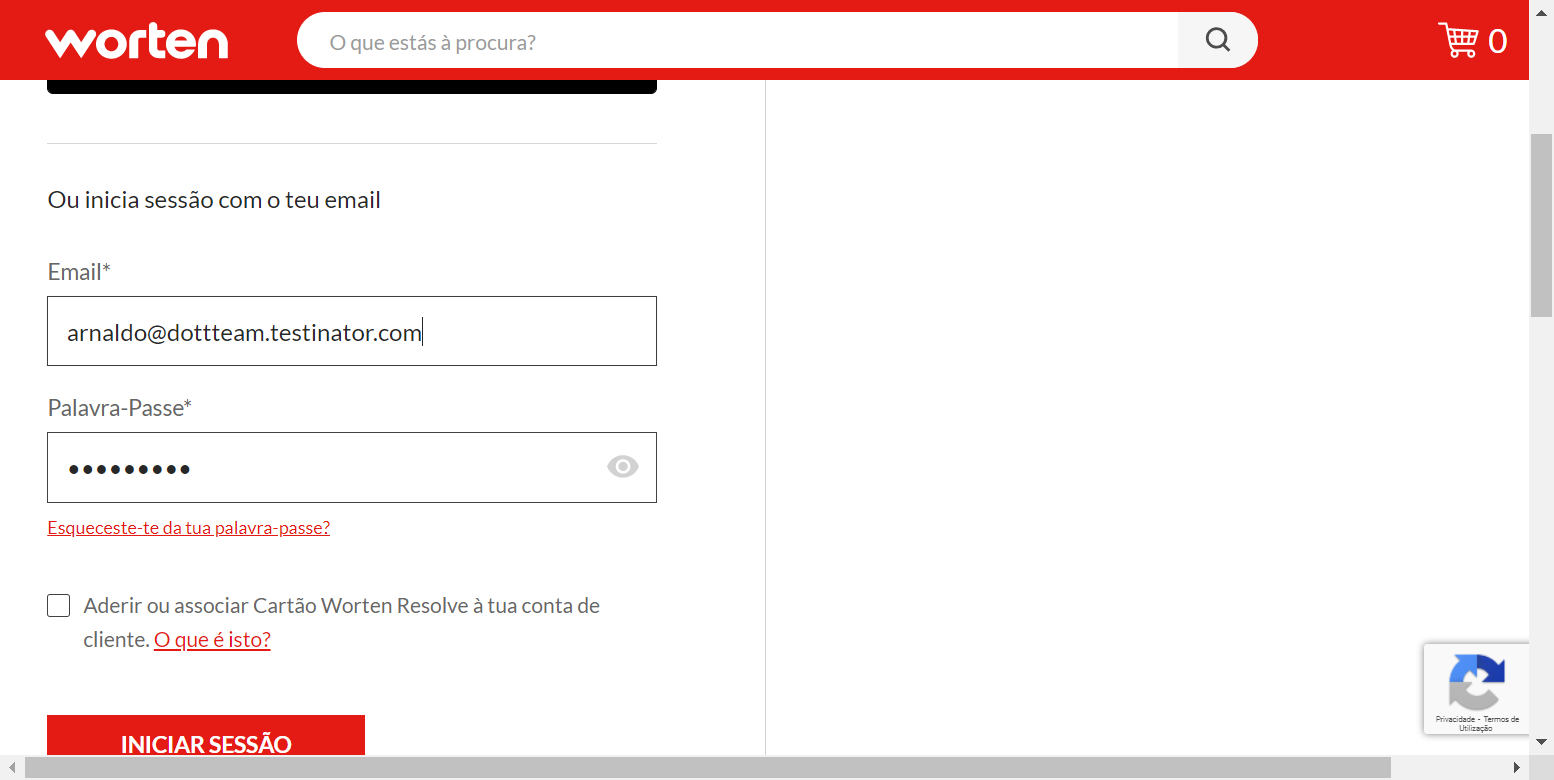 worten
O que estás à procura?
0
Ou inicia sessão com o teu email
Email*
arnaldo@dottteam.testinator.com
Palavra-Passe*
•••••••••
Esqueceste-te da tua palavra-passe?
Aderir ou associar Cartão Worten Resolve à tua conta de
cliente. O que é isto?
INICIAR SESSÃO
Privacidade - Termos de
Utilização